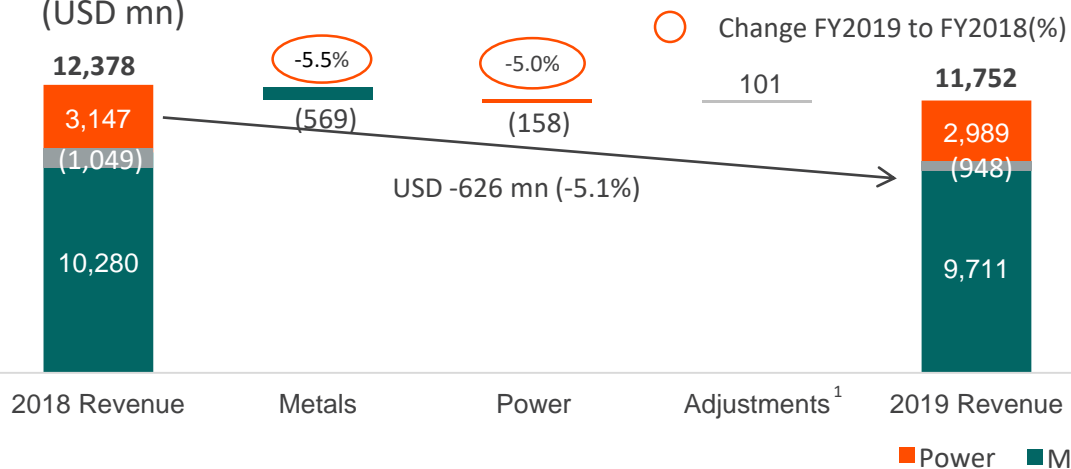 (USD mn)
Change FY2019 to FY2018(%)
12,378
-5.5%
-5.0%
101
11,752
3,147
(569)
(158)
2,989
(1,049)
(948)
USD -626 mn (-5.1%)
10,280
9,711
2018 Revenue
Metals
Power
Adjustments1
2019 Revenue
Power
M